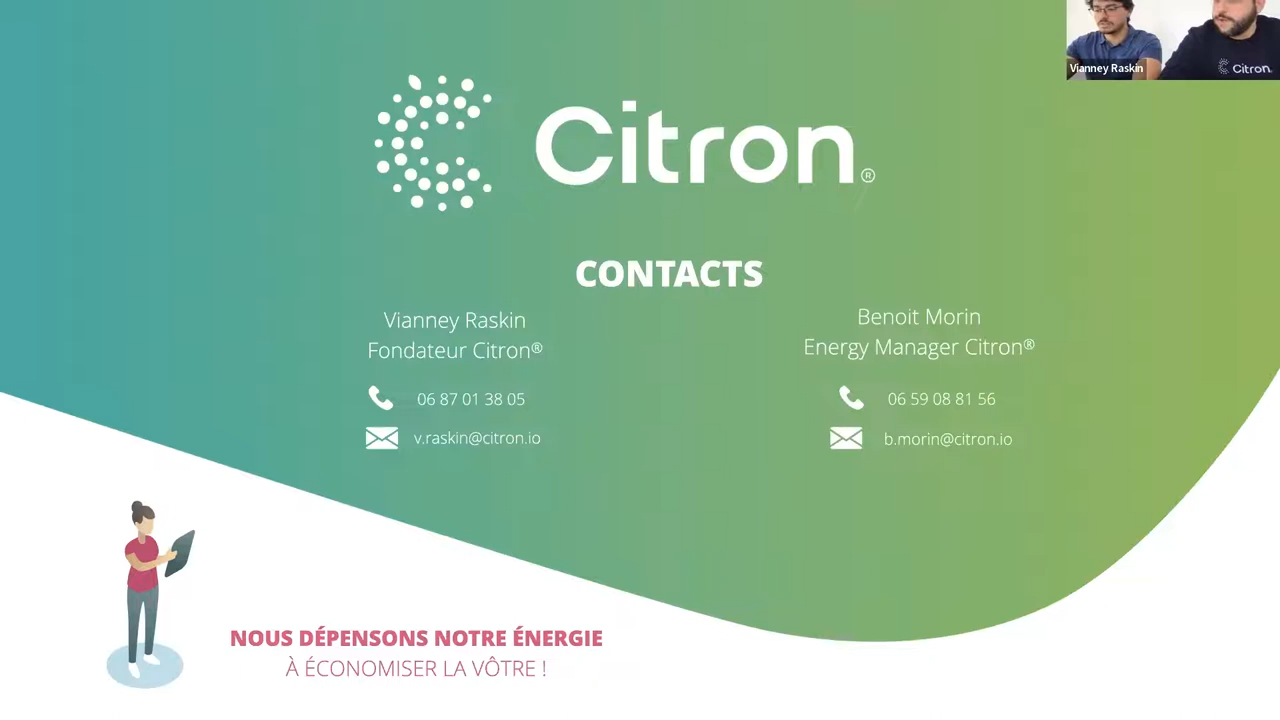 Vianney Raskin
Citron
Citron®
CONTACTS
Vianney Raskin
Fondateur Citron®
06 87 01 38 05
v.raskin@citron.io
Benoit Morin
Energy Manager Citron®
06 59 08 81 56
b.morin@citron.io
NOUS DÉPENSONS NOTRE ÉNERGIE
À ÉCONOMISER LA VÔTRE !